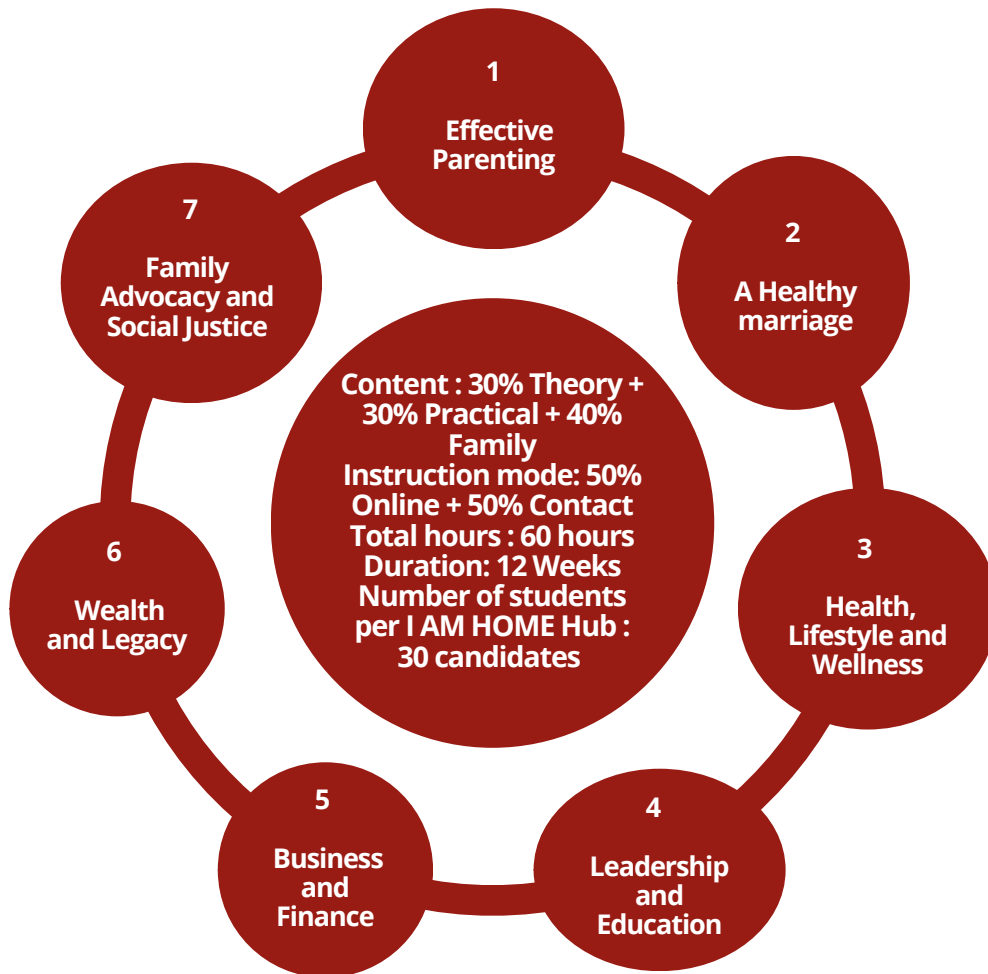 1
Effective
Parenting
2
A Healthy
marriage
3
Health,
Lifestyle and
Wellness
4
Leadership
and
Education
5
Business
and
Finance
6
Wealth
and Legacy
7
Family
Advocacy and
Social Justice
Content : 30% Theory +
30% Practical + 40%
Family
Instruction mode: 50%
Online + 50% Contact
Total hours : 60 hours
Duration: 12 Weeks
Number of students
per I AM HOME Hub :
30 candidates